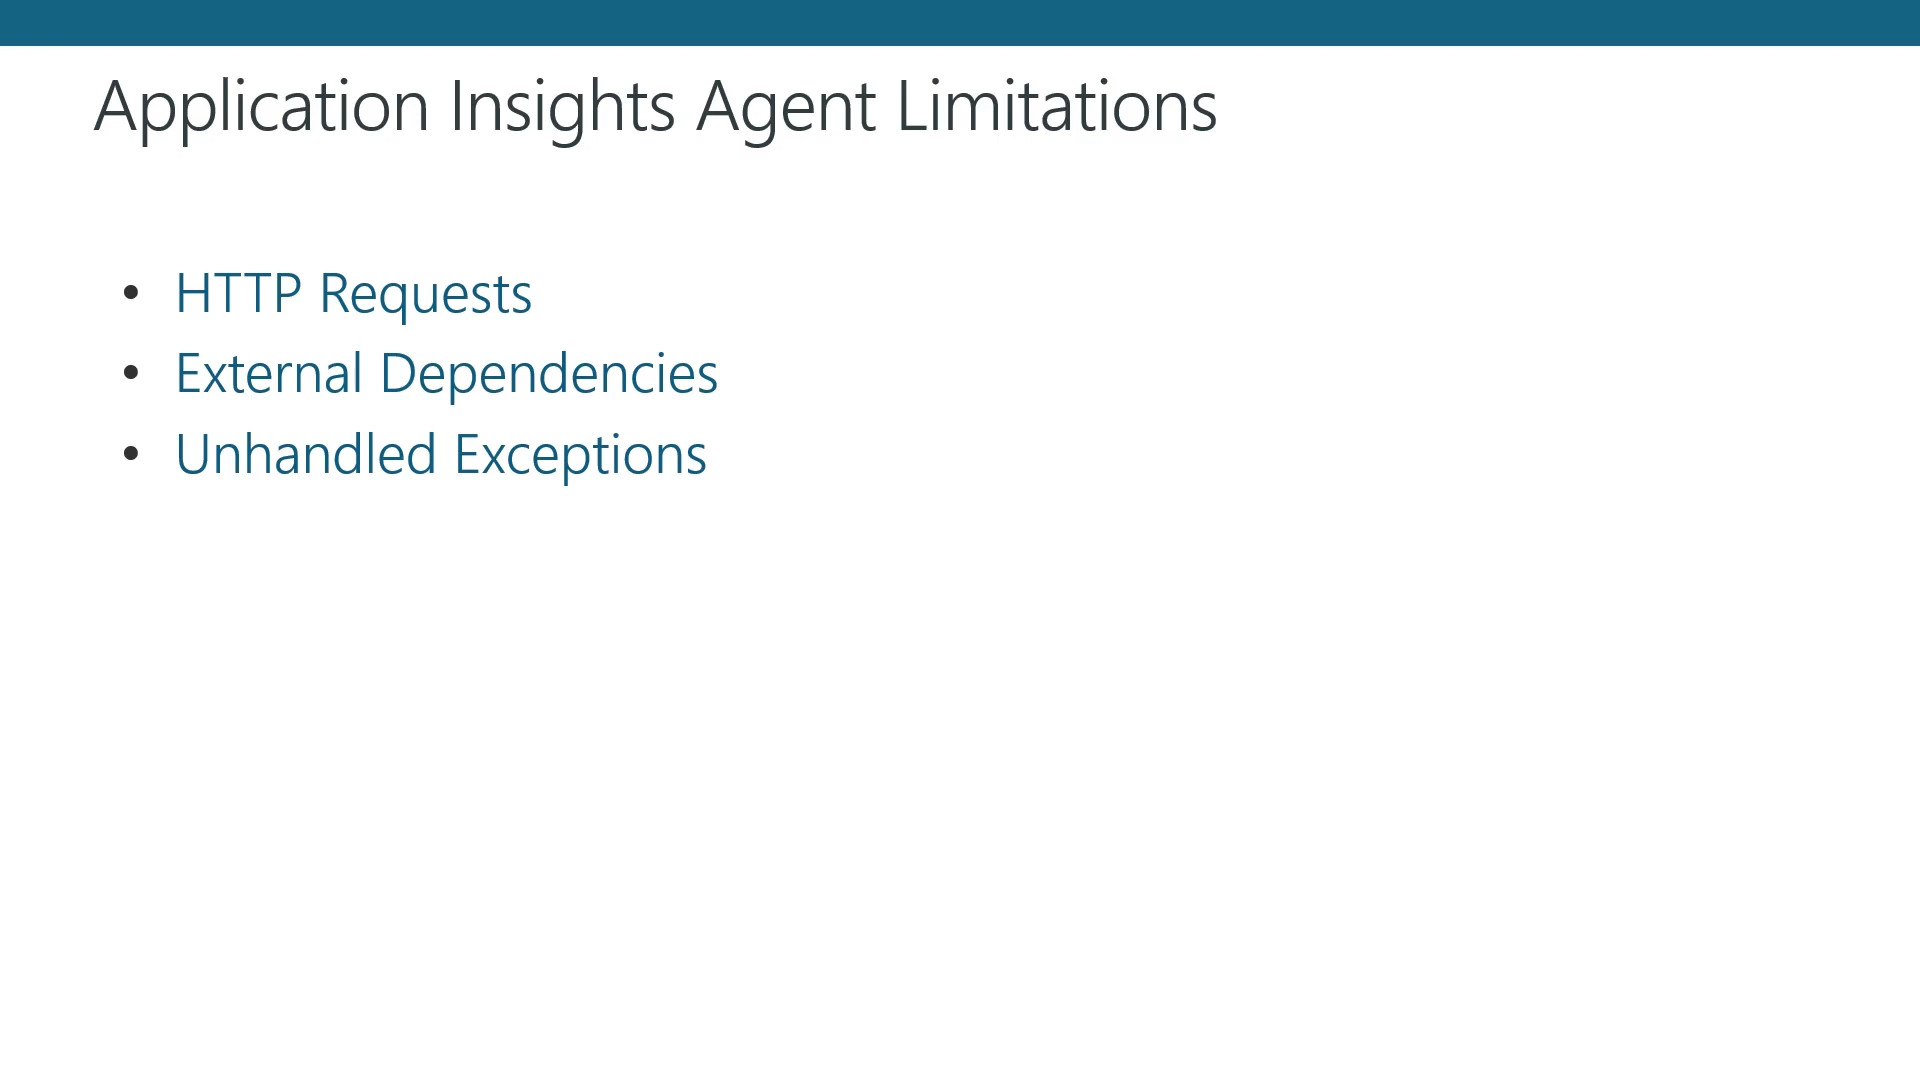 Application Insights Agent Limitations
• HTTP Requests
• External Dependencies
• Unhandled Exceptions